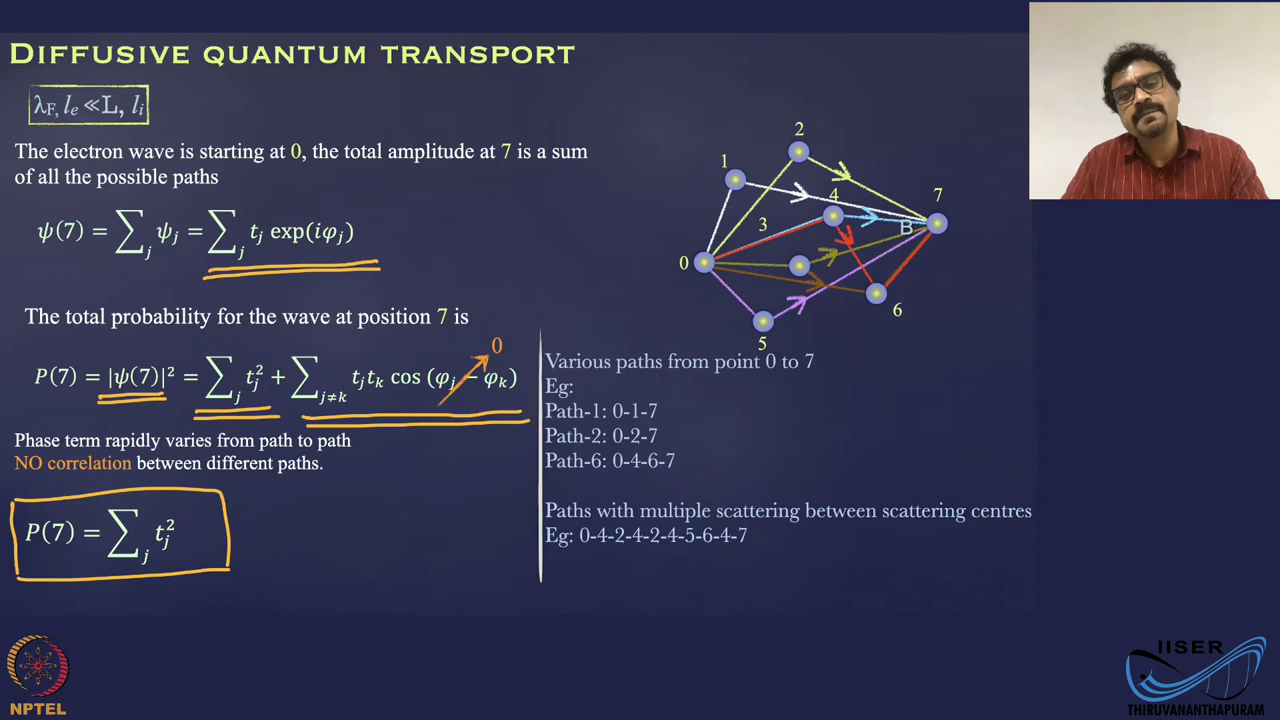 DIFFUSIVE QUANTUM TRANSPORT
λF, le ≪L, li
The electron wave is starting at 0, the total amplitude at 7 is a sum
of all the possible paths
ψ(7) = ∑j ψj = ∑j tj exp(iφj)
The total probability for the wave at position 7 is
P(7) = |ψ(7)|² = ∑j tj² + ∑j≠k tjtk cos (φj − φk)
0
Phase term rapidly varies from path to path
NO correlation between different paths.
P(7) = ∑j tj²
2
1
4
7
3
B
0
6
5
Various paths from point 0 to 7
Eg:
Path-1: 0-1-7
Path-2: 0-2-7
Path-6: 0-4-6-7
Paths with multiple scattering between scattering centres
Eg: 0-4-2-4-2-4-5-6-4-7
NPTEL
IISER
THIRUVANANTHAPURAM